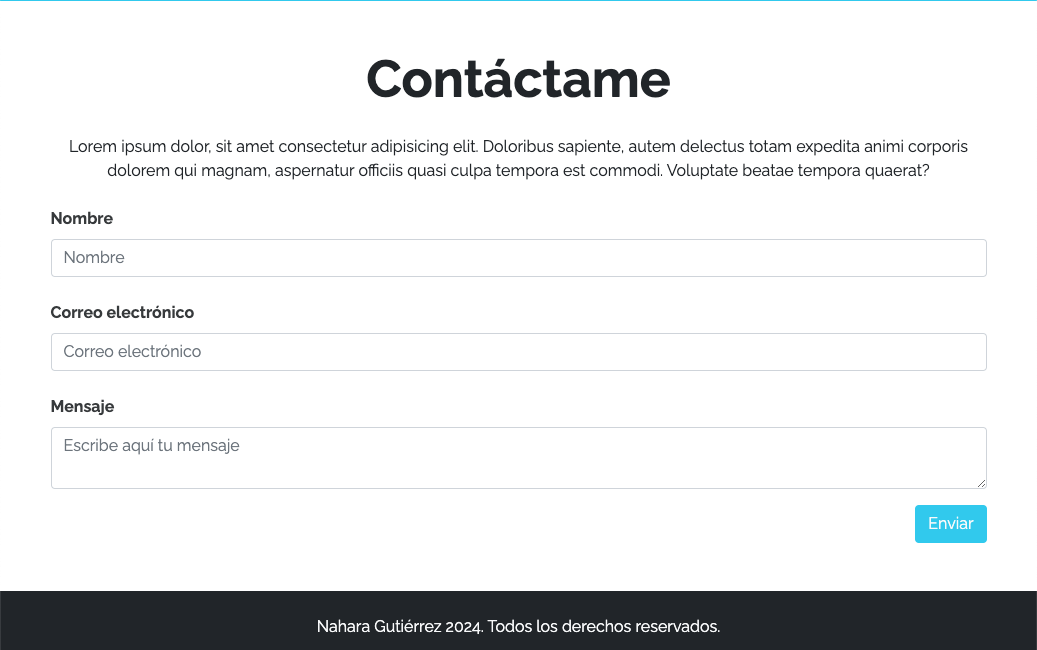 Contáctame
Lorem ipsum dolor, sit amet consectetur adipisicing elit. Doloribus sapiente, autem delectus totam expedita animi corporis
dolorem qui magnam, aspernatur officiis quasi culpa tempora est commodi. Voluptate beatae tempora quaerat?
Nombre
Nombre
Correo electrónico
Correo electrónico
Mensaje
Escribe aquí tu mensaje
Enviar
Nahara Gutiérrez 2024. Todos los derechos reservados.